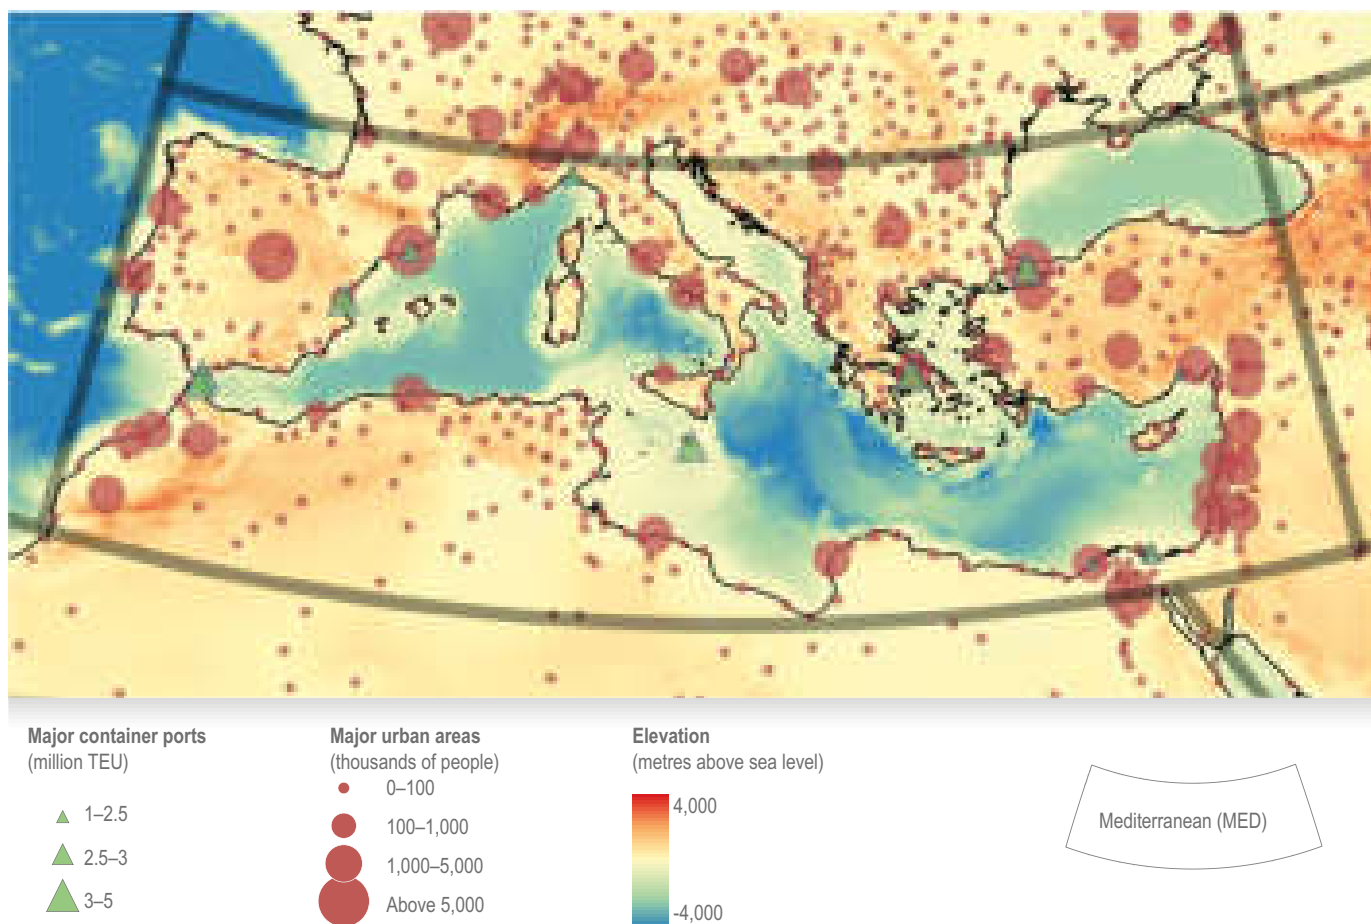 Major container ports
(million TEU)
1–2.5
2.5–3
3–5
Major urban areas
(thousands of people)
0–100
100–1,000
1,000–5,000
Above 5,000
Elevation
(metres above sea level)
4,000
-4,000
Mediterranean (MED)